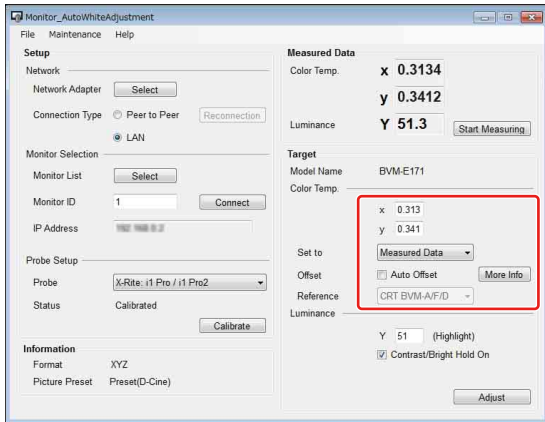 Monitor_AutoWhiteAdjustment
File Maintenance Help
Setup
Network
Network Adapter Select
Connection Type Peer to Peer Reconnection
LAN
Monitor Selection
Monitor List Select
Monitor ID 1 Connect
IP Address
Probe Setup
Probe X-Rite: i1 Pro / i1 Pro2
Status Calibrated
Calibrate
Information
Format XYZ
Picture Preset Preset(D-Cine)
Measured Data
Color Temp. x 0.3134
y 0.3412
Luminance Y 51.3 Start Measuring
Target
Model Name BVM-E171
Color Temp.
x 0.313
y 0.341
Set to Measured Data
Offset Auto Offset More Info
Reference CRT BVM-A/F/D
Luminance
Y 51 (Highlight)
Contrast/Bright Hold On
Adjust